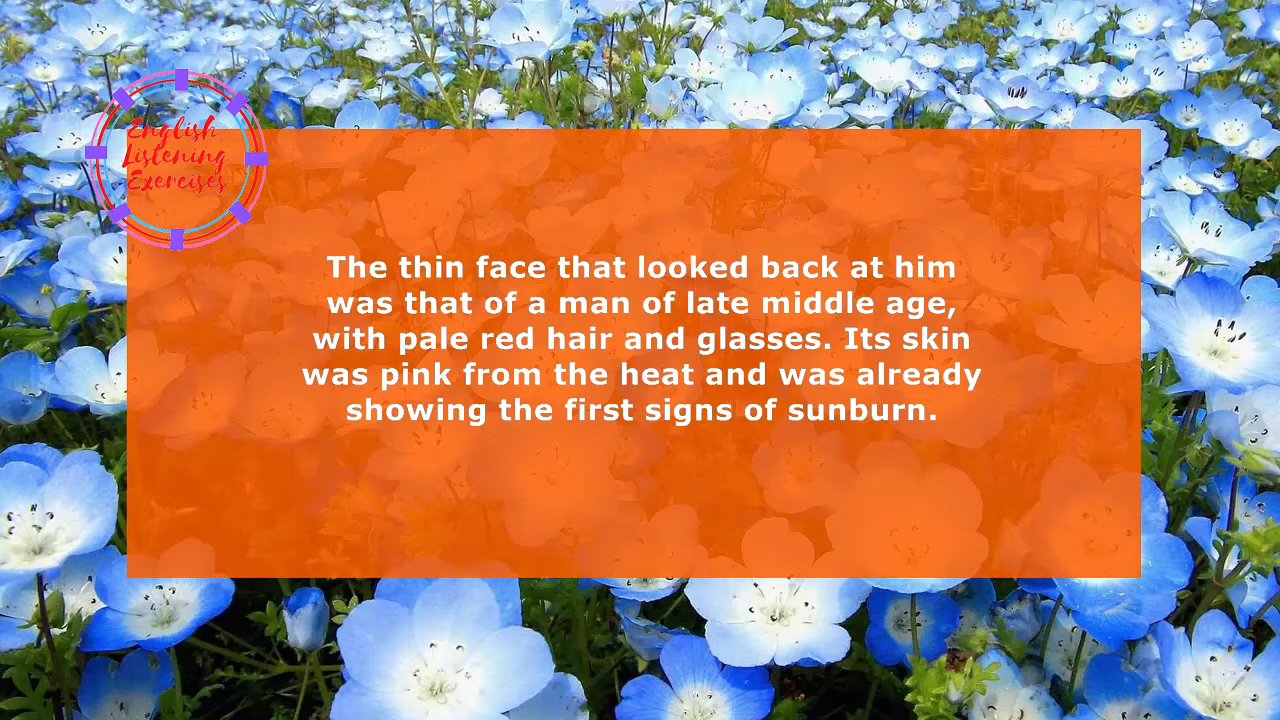 English
Listening
Exercises
The thin face that looked back at him
was that of a man of late middle age,
with pale red hair and glasses. Its skin
was pink from the heat and was already
showing the first signs of sunburn.